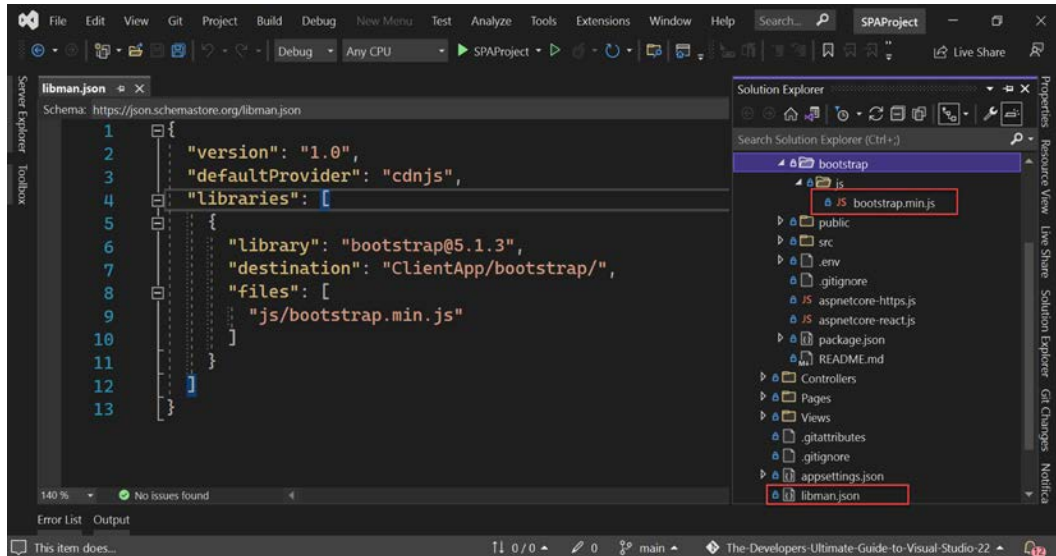 File Edit View Git Project Build Debug New Menu Test Analyze Tools Extensions Window Help Search... SPAProject
Debug Any CPU SPAProject Live Share
Server Explorer
Toolbox
libman.json
Schema: https://json.schemastore.org/libman.json
1 {
2 "version": "1.0",
3 "defaultProvider": "cdnjs",
4 "libraries": [
5 {
6 "library": "bootstrap@5.1.3",
7 "destination": "ClientApp/bootstrap/",
8 "files": [
9 "js/bootstrap.min.js"
10 ]
11 }
12 ]
13 }
140 % No issues found
Solution Explorer
Search Solution Explorer (Ctrl+;)
bootstrap
js
JS bootstrap.min.js
public
src
.env
.gitignore
JS aspnetcore-https.js
JS aspnetcore-react.js
package.json
README.md
Controllers
Pages
Views
.gitattributes
.gitignore
appsettings.json
libman.json
Properties
Resource View
Live Share
Solution Explorer
Git Changes
Notifica
Error List Output
This item does... 0 / 0 0 main The-Developers-Ultimate-Guide-to-Visual-Studio-22